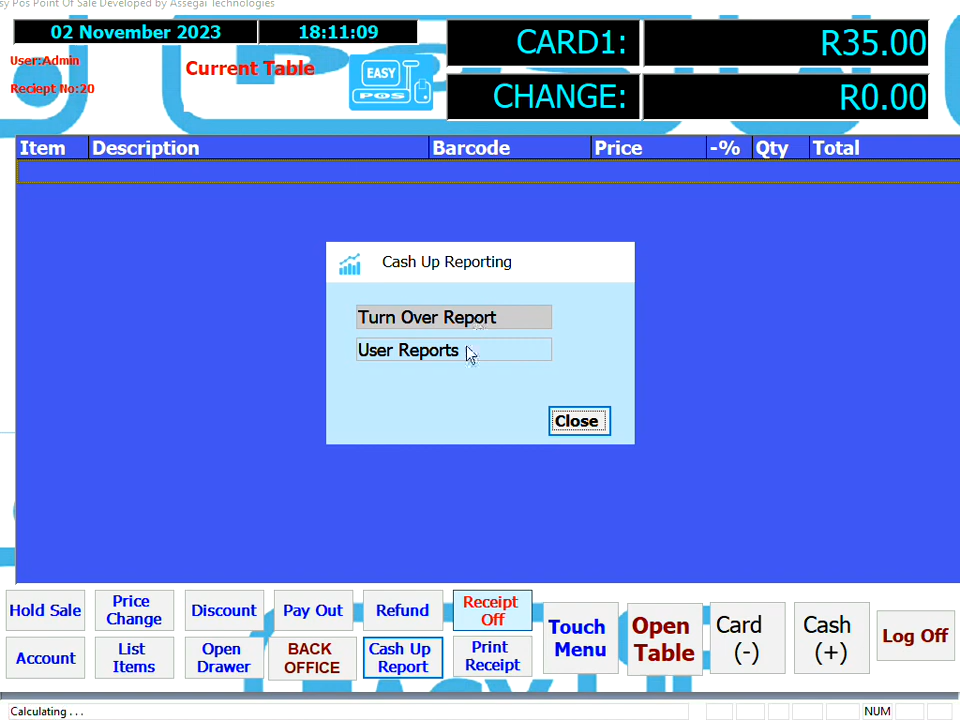 sy Pos Point Of Sale Developed by Assegai Technologies
02 November 2023
18:11:09
CARD1:
R35.00
User:Admin
Current Table
EASY
POS
Reciept No:20
CHANGE:
R0.00
Item Description Barcode Price -% Qty Total
Cash Up Reporting
Turn Over Report
User Reports
Close
Hold Sale
Price
Change
Discount
Pay Out
Refund
Receipt
Off
Touch
Menu
Open
Table
Card
(-)
Cash
(+)
Log Off
Account
List
Items
Open
Drawer
BACK
OFFICE
Cash Up
Report
Print
Receipt
Calculating . . .
NUM